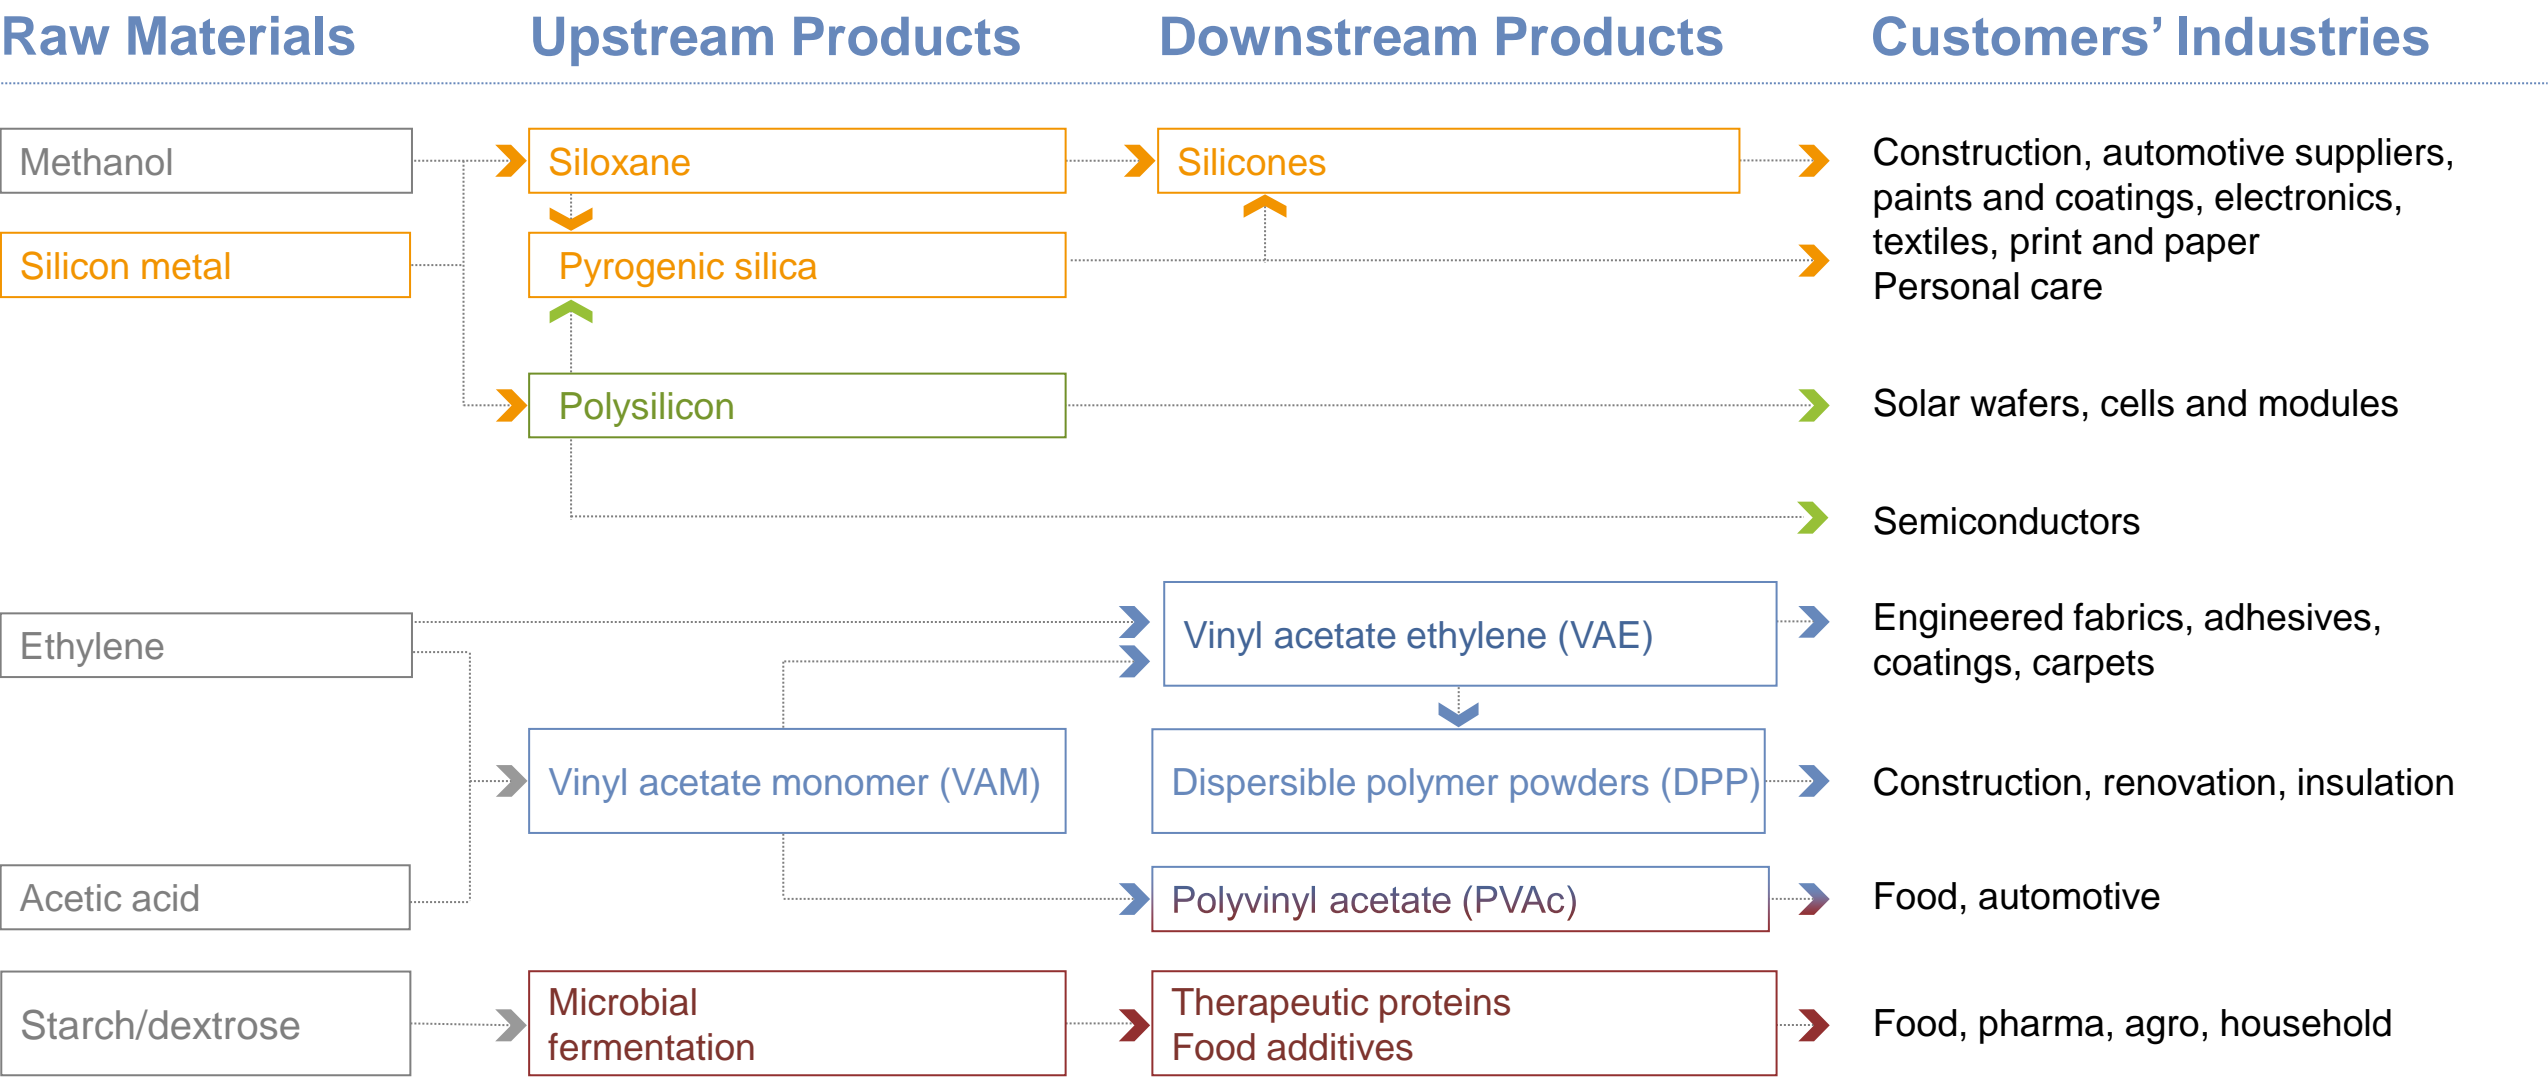 Raw Materials
Upstream Products
Downstream Products
Customers’ Industries
Methanol
Siloxane
Silicones
Construction, automotive suppliers,
paints and coatings, electronics,
textiles, print and paper
Personal care
Silicon metal
Pyrogenic silica
Polysilicon
Solar wafers, cells and modules
Semiconductors
Ethylene
Vinyl acetate ethylene (VAE)
Engineered fabrics, adhesives,
coatings, carpets
Vinyl acetate monomer (VAM)
Dispersible polymer powders (DPP)
Construction, renovation, insulation
Acetic acid
Polyvinyl acetate (PVAc)
Food, automotive
Starch/dextrose
Microbial
fermentation
Therapeutic proteins
Food additives
Food, pharma, agro, household